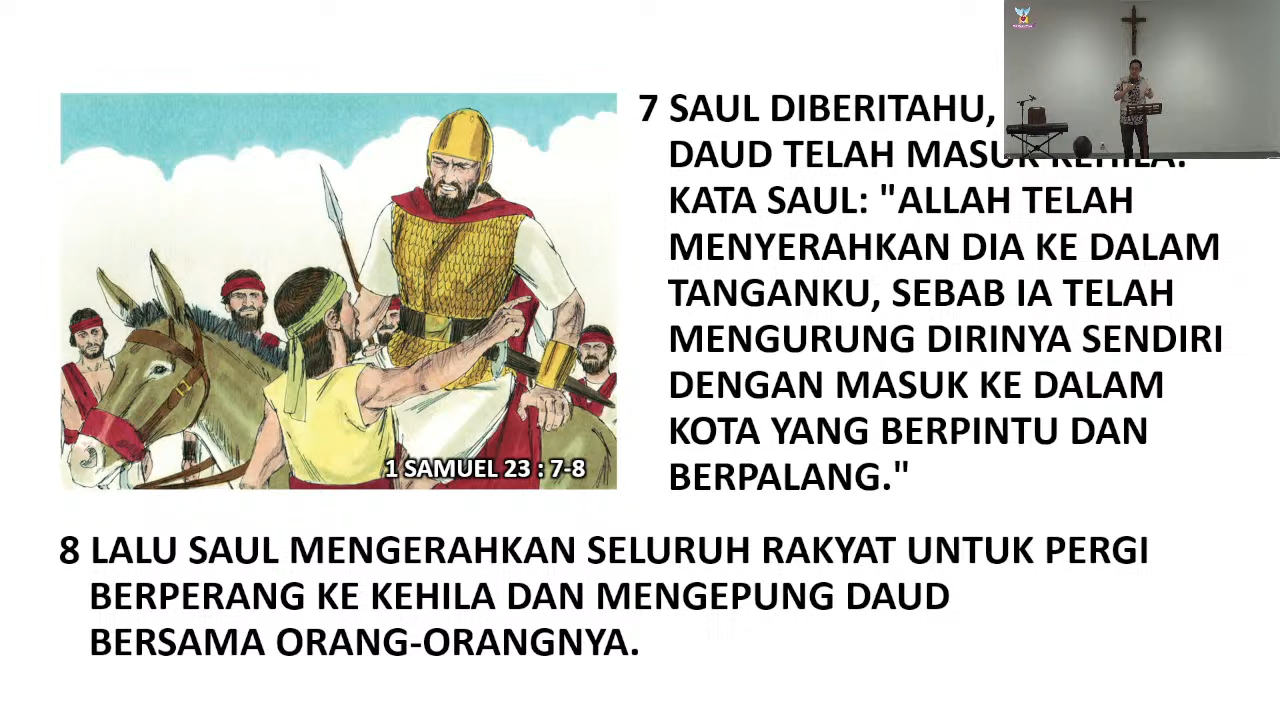 7 SAUL DIBERITAHU,
DAUD TELAH MASUK KEHILA.
KATA SAUL: "ALLAH TELAH
MENYERAHKAN DIA KE DALAM
TANGANKU, SEBAB IA TELAH
MENGURUNG DIRINYA SENDIRI
DENGAN MASUK KE DALAM
KOTA YANG BERPINTU DAN
BERPALANG."
1 SAMUEL 23 : 7-8
8 LALU SAUL MENGERAHKAN SELURUH RAKYAT UNTUK PERGI
BERPERANG KE KEHILA DAN MENGEPUNG DAUD
BERSAMA ORANG-ORANGNYA.